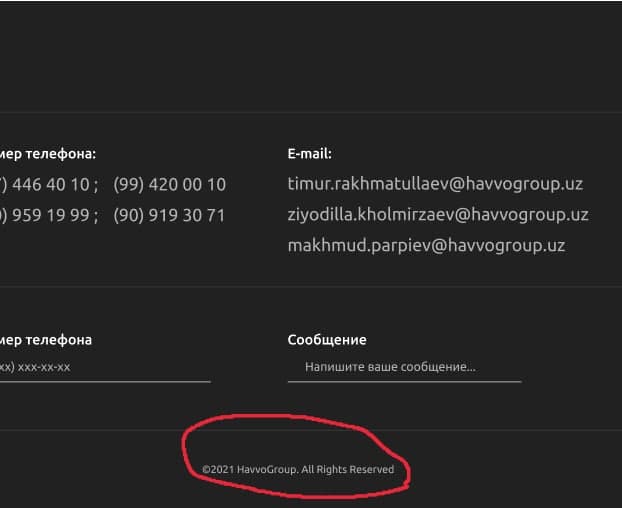 мер телефона:
) 446 40 10 ; (99) 420 00 10
) 959 19 99 ; (90) 919 30 71
E-mail:
timur.rakhmatullaev@havvogroup.uz
ziyodilla.kholmirzaev@havvogroup.uz
makhmud.parpiev@havvogroup.uz
мер телефона
xx) xxx-xx-xx
Сообщение
Напишите ваше сообщение...
©2021 HavvoGroup. All Rights Reserved